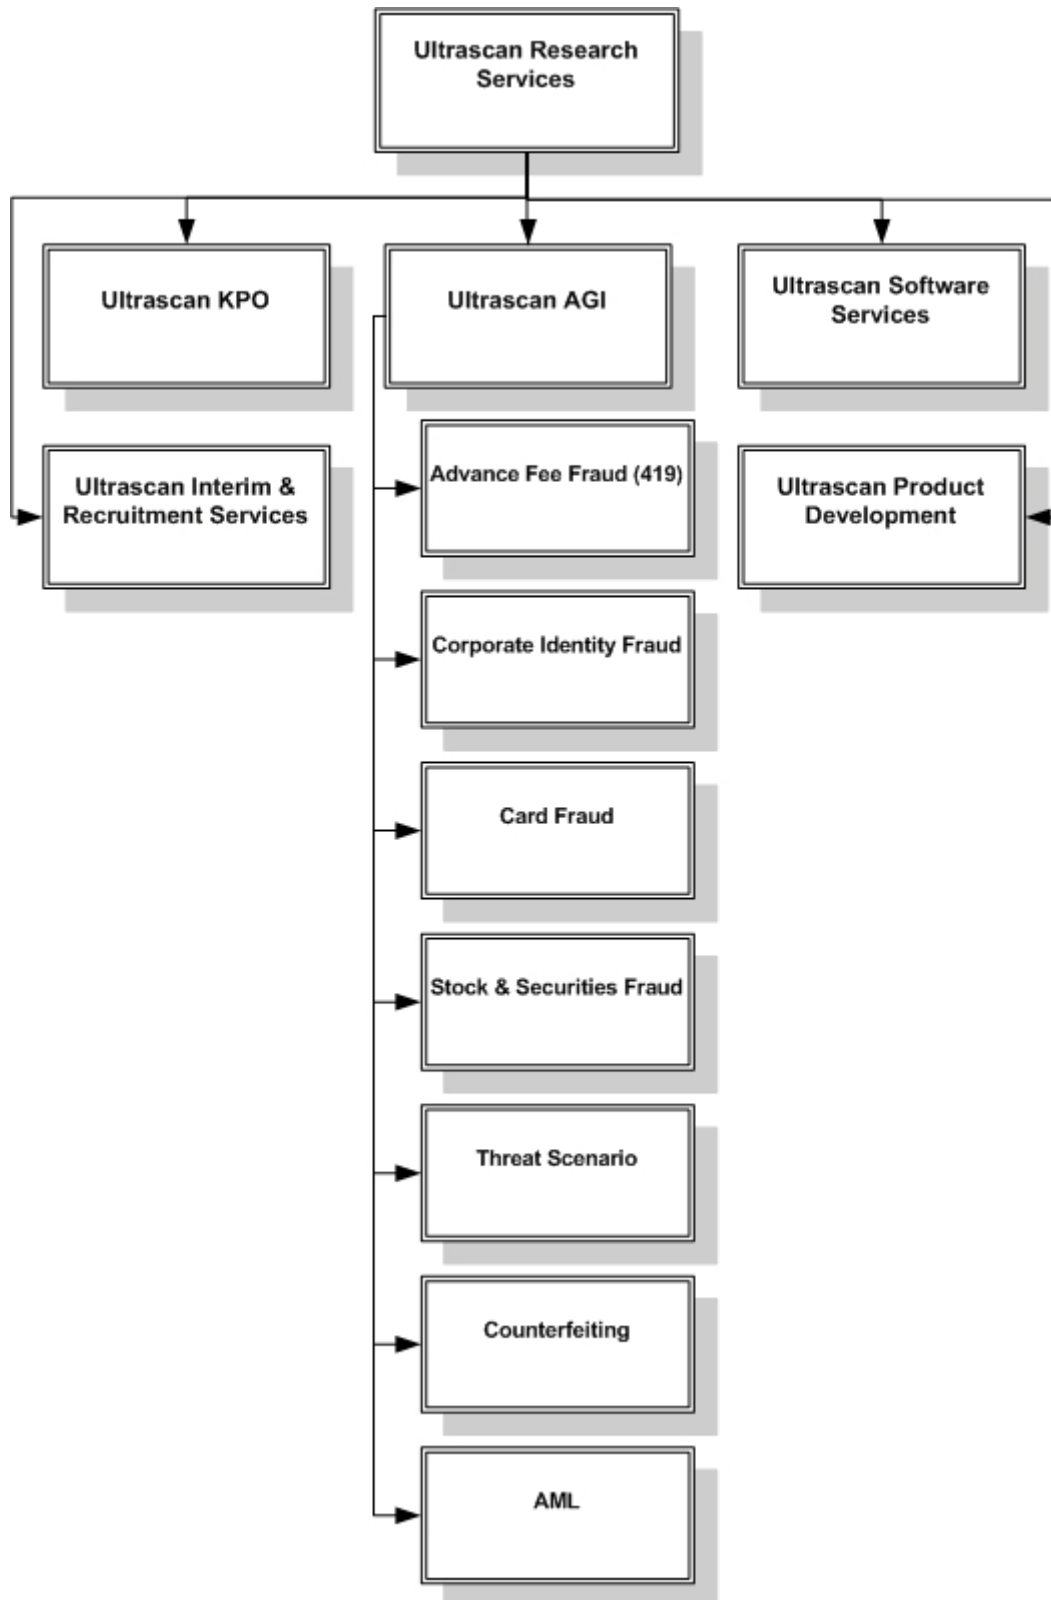 Ultrascan Research
Services
Ultrascan KPO
Ultrascan AGI
Ultrascan Software
Services
Ultrascan Interim &
Recruitment Services
Advance Fee Fraud (419)
Ultrascan Product
Development
Corporate Identity Fraud
Card Fraud
Stock & Securities Fraud
Threat Scenario
Counterfeiting
AML